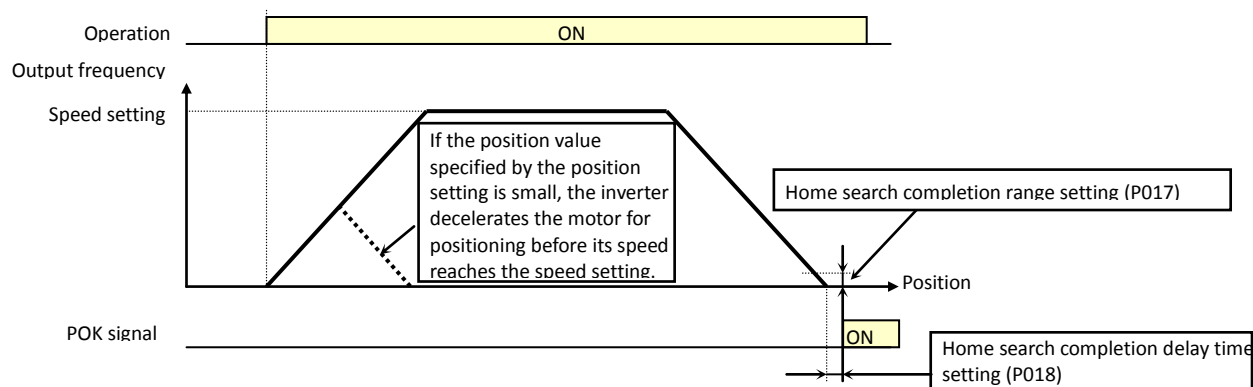 Operation
ON
Output frequency
Speed setting
If the position value
specified by the position
setting is small, the inverter
decelerates the motor for
positioning before its speed
reaches the speed setting.
Home search completion range setting (P017)
Position
POK signal
ON
Home search completion delay time
setting (P018)